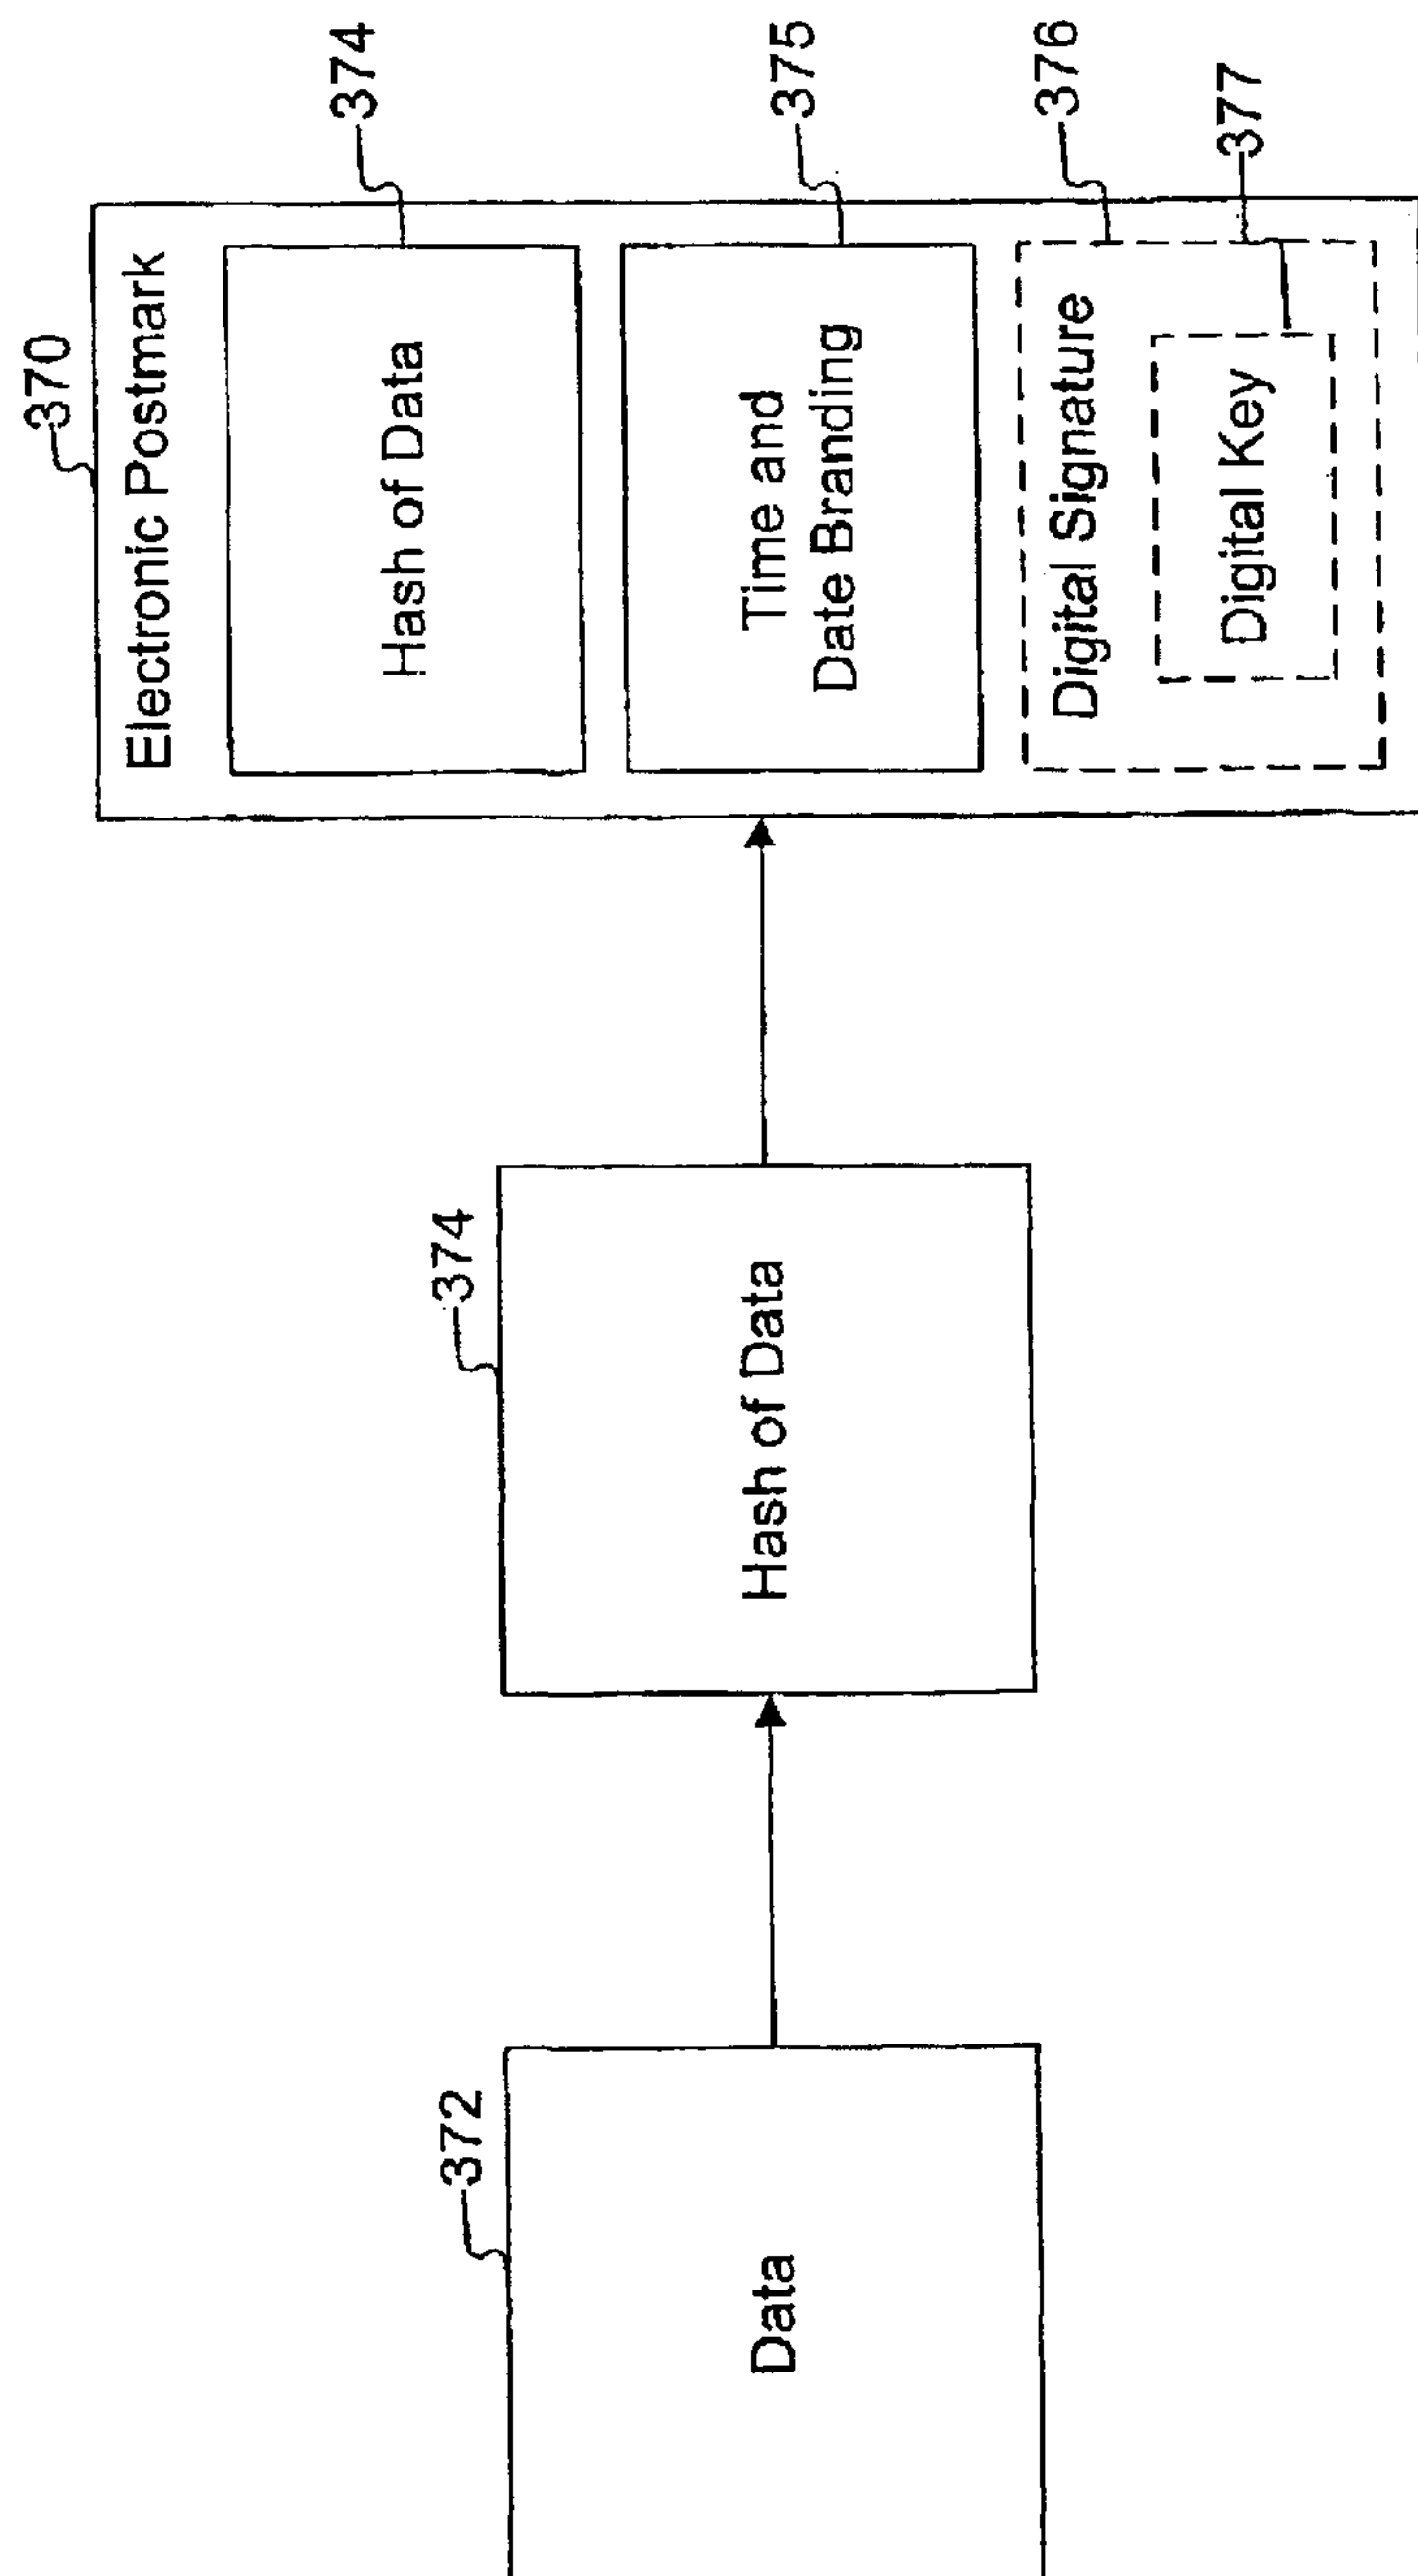 372
Data
374
Hash of Data
370
Electronic Postmark
374
Hash of Data
375
Time and
Date Branding
376
Digital Signature
377
Digital Key